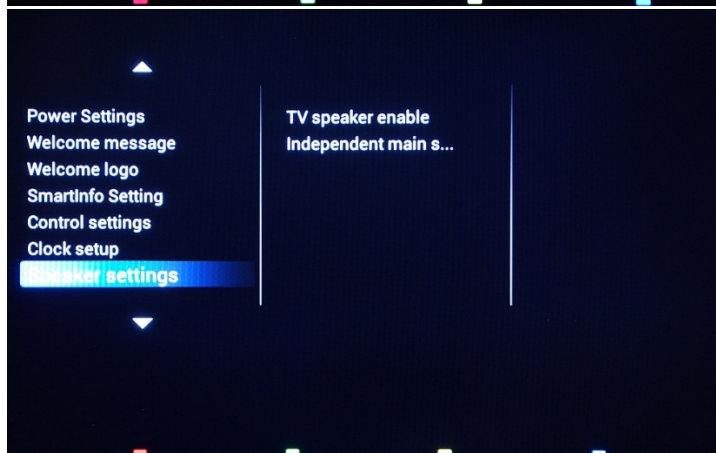 Power Settings
Welcome message
Welcome logo
SmartInfo Setting
Control settings
Clock setup
Speaker settings
TV speaker enable
Independent main s...